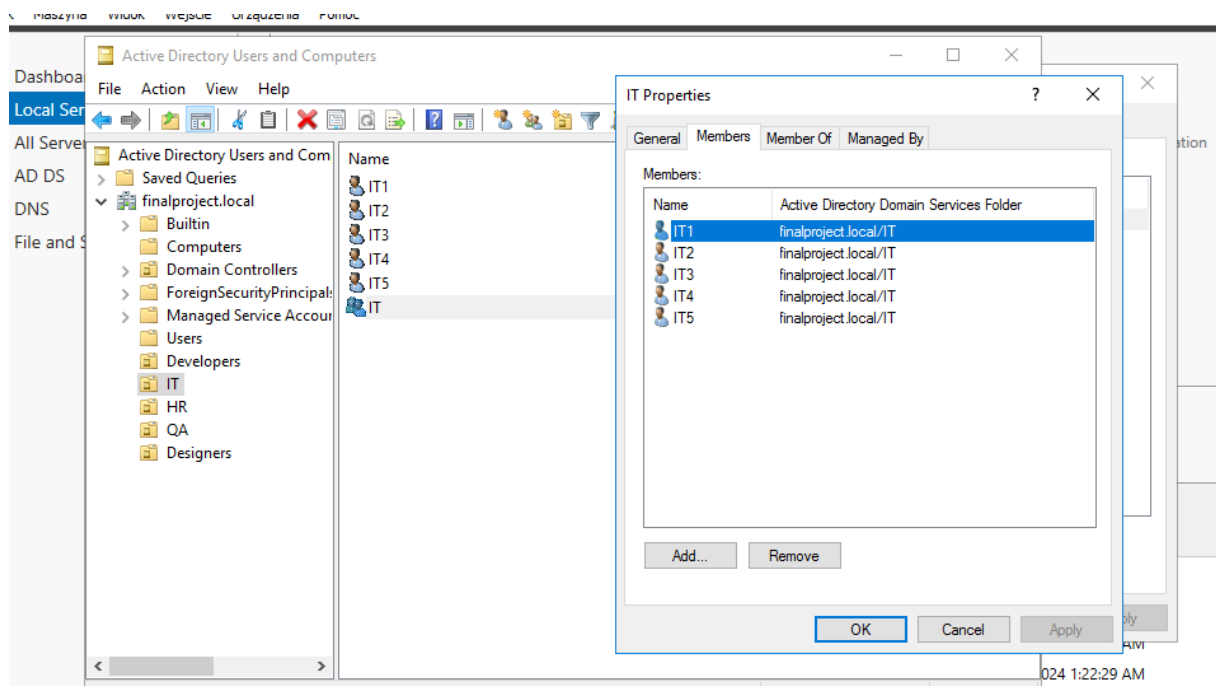 Maszyna Widok Wejście Urządzenia Pomoc
Dashboa
Local Ser
All Server
AD DS
DNS
File and S
Active Directory Users and Computers
File Action View Help
Active Directory Users and Com
Saved Queries
finalproject.local
Builtin
Computers
Domain Controllers
ForeignSecurityPrincipal:
Managed Service Accour
Users
Developers
IT
HR
QA
Designers
Name
IT1
IT2
IT3
IT4
IT5
IT
IT Properties
General Members Member Of Managed By
Members:
Name Active Directory Domain Services Folder
IT1 finalproject.local/IT
IT2 finalproject.local/IT
IT3 finalproject.local/IT
IT4 finalproject.local/IT
IT5 finalproject.local/IT
Add... Remove
OK Cancel Apply
ation
ply
AM
024 1:22:29 AM